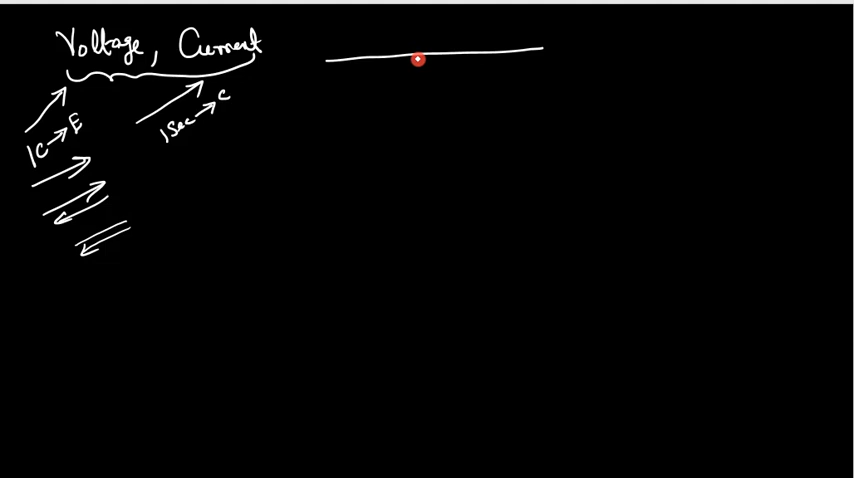 Voltage, Current
1C → E
1Sec → C